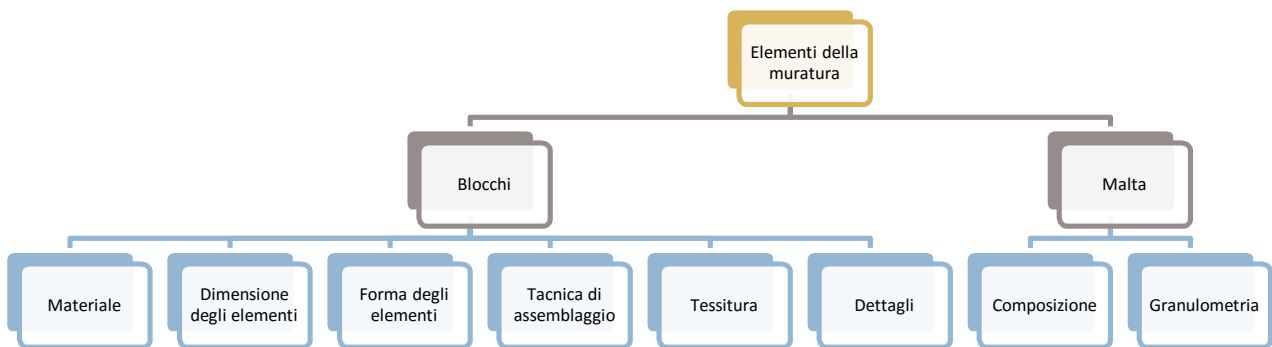 Elementi della
muratura
Blocchi
Malta
Materiale
Dimensione
degli elementi
Forma degli
elementi
Tacnica di
assemblaggio
Tessitura
Dettagli
Composizione
Granulometria